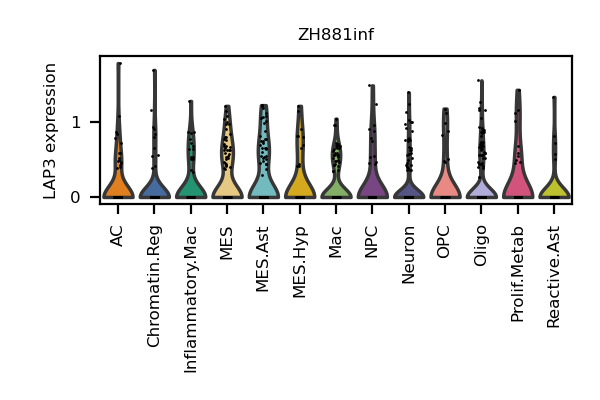 ZH881inf
LAP3 expression
1
0
AC
Chromatin.Reg
Inflammatory.Mac
MES
MES.Ast
MES.Hyp
Mac
NPC
Neuron
OPC
Oligo
Prolif.Metab
Reactive.Ast